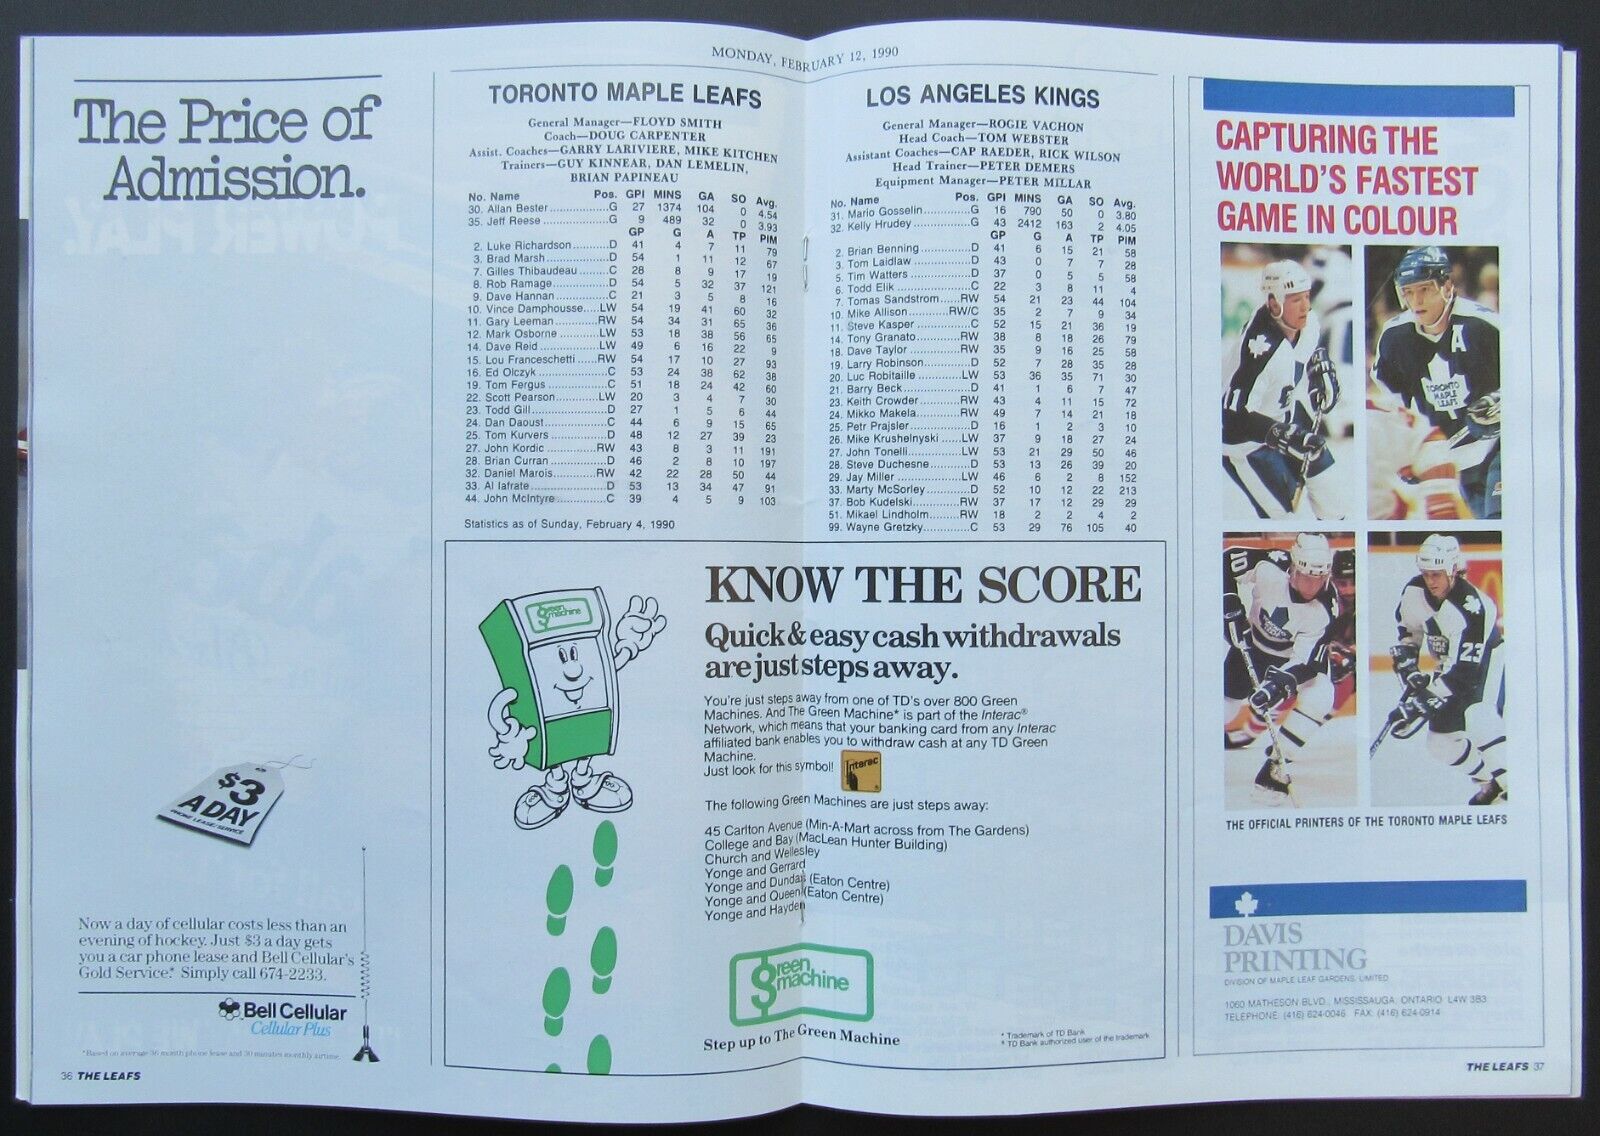 The Price of
Admission.
$3
A DAY
PHONE LEASE/SERVICE
Now a day of cellular costs less than an
evening of hockey. Just $3 a day gets
you a car phone lease and Bell Cellular's
Gold Service.* Simply call 674-2233.
Bell Cellular
Cellular Plus
*Based on average 36 month phone lease and 30 minutes monthly airtime.
36 THE LEAFS
MONDAY, FEBRUARY 12, 1990
TORONTO MAPLE LEAFS
General Manager—FLOYD SMITH
Coach—DOUG CARPENTER
Assist. Coaches—GARRY LARIVIERE, MIKE KITCHEN
Trainers—GUY KINNEAR, DAN LEMELIN,
BRIAN PAPINEAU
No. Name Pos. GPI MINS GA SO Avg.
30. Allan Bester G 27 1374 104 0 4.54
35. Jeff Reese G 9 489 32 0 3.93
GP G A TP PIM
2. Luke Richardson D 41 4 7 11 79
3. Brad Marsh D 54 1 11 12 67
7. Gilles Thibaudeau C 28 8 9 17 19
8. Rob Ramage D 54 5 32 37 121
9. Dave Hannan C 21 3 5 8 16
10. Vince Damphousse LW 54 19 41 60 32
11. Gary Leeman RW 54 34 31 65 36
12. Mark Osborne LW 53 18 38 56 65
14. Dave Reid LW 49 6 16 22 9
15. Lou Franceschetti RW 54 17 10 27 93
16. Ed Olczyk C 53 24 38 62 38
19. Tom Fergus C 51 18 24 42 60
22. Scott Pearson LW 20 3 4 7 30
23. Todd Gill D 27 1 5 6 44
24. Dan Daoust C 44 6 9 15 65
25. Tom Kurvers D 48 12 27 39 23
27. John Kordic RW 43 8 3 11 191
28. Brian Curran D 46 2 8 10 197
32. Daniel Marois RW 42 22 28 50 44
33. Al Iafrate D 53 13 34 47 91
44. John McIntyre C 39 4 5 9 103
Statistics as of Sunday, February 4, 1990
LOS ANGELES KINGS
General Manager—ROGIE VACHON
Head Coach—TOM WEBSTER
Assistant Coaches—CAP RAEDER, RICK WILSON
Head Trainer—PETER DEMERS
Equipment Manager—PETER MILLAR
No. Name Pos. GPI MINS GA SO Avg.
31. Mario Gosselin G 16 790 50 0 3.80
32. Kelly Hrudey G 43 2412 163 2 4.05
GP G A TP PIM
2. Brian Benning D 41 6 15 21 58
3. Tom Laidlaw D 43 0 7 7 28
5. Tim Watters D 37 0 5 5 58
6. Todd Elik C 22 3 8 11 4
7. Tomas Sandstrom RW 54 21 23 44 104
10. Mike Allison RW/C 35 2 7 9 34
11. Steve Kasper C 52 15 21 36 19
14. Tony Granato RW 38 8 18 26 79
18. Dave Taylor RW 35 9 16 25 58
19. Larry Robinson D 52 7 28 35 28
20. Luc Robitaille LW 53 36 35 71 30
21. Barry Beck D 41 1 6 7 47
23. Keith Crowder RW 43 4 11 15 72
24. Mikko Makela RW 49 7 14 21 18
25. Petr Prajsler D 16 1 2 3 10
26. Mike Krushelnyski LW 37 9 18 27 24
27. John Tonelli LW 53 21 29 50 46
28. Steve Duchesne D 53 13 26 39 20
29. Jay Miller LW 46 6 2 8 152
33. Marty McSorley D 52 10 12 22 213
37. Bob Kudelski RW 37 17 12 29 29
51. Mikael Lindholm RW 18 2 2 4 2
99. Wayne Gretzky C 53 29 76 105 40
green
machine
KNOW THE SCORE
Quick & easy cash withdrawals
are just steps away.
You're just steps away from one of TD's over 800 Green
Machines. And The Green Machine* is part of the Interac®
Network, which means that your banking card from any Interac
affiliated bank enables you to withdraw cash at any TD Green
Machine.
Just look for this symbol! Interac
The following Green Machines are just steps away:
45 Carlton Avenue (Min-A-Mart across from The Gardens)
College and Bay (MacLean Hunter Building)
Church and Wellesley
Yonge and Gerrard
Yonge and Dundas (Eaton Centre)
Yonge and Queen (Eaton Centre)
Yonge and Hayden
green
machine
Step up to The Green Machine
* Trademark of TD Bank
* TD Bank authorized user of the trademark
CAPTURING THE
WORLD'S FASTEST
GAME IN COLOUR
11
A
TORONTO
MAPLE
LEAFS
10
23
THE OFFICIAL PRINTERS OF THE TORONTO MAPLE LEAFS
DAVIS
PRINTING
DIVISION OF MAPLE LEAF GARDENS, LIMITED
1060 MATHESON BLVD., MISSISSAUGA, ONTARIO L4W 3B3
TELEPHONE (416) 624-0046 FAX: (416) 624-0914
THE LEAFS 37